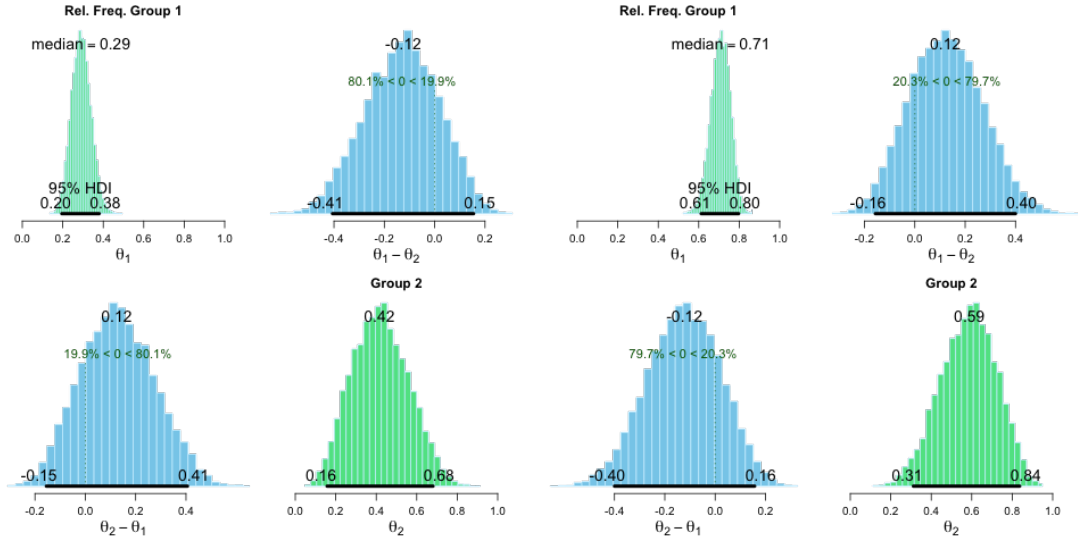 Rel. Freq. Group 1
median = 0.29
95% HDI
0.20 0.38
0.0 0.2 0.4 0.6 0.8 1.0
θ1
-0.12
80.1% < 0 < 19.9%
-0.41 0.15
-0.4 -0.2 0.0 0.2
θ1 − θ2
Rel. Freq. Group 1
median = 0.71
95% HDI
0.61 0.80
0.0 0.2 0.4 0.6 0.8 1.0
θ1
0.12
20.3% < 0 < 79.7%
-0.16 0.40
0.0 0.2 0.4
θ1 − θ2
0.12
19.9% < 0 < 80.1%
-0.15 0.41
-0.2 0.0 0.2 0.4
θ2 − θ1
Group 2
0.42
0.16 0.68
0.0 0.2 0.4 0.6 0.8 1.0
θ2
-0.12
79.7% < 0 < 20.3%
-0.40 0.16
-0.4 -0.2 0.0 0.2
θ2 − θ1
Group 2
0.59
0.31 0.84
0.0 0.2 0.4 0.6 0.8 1.0
θ2